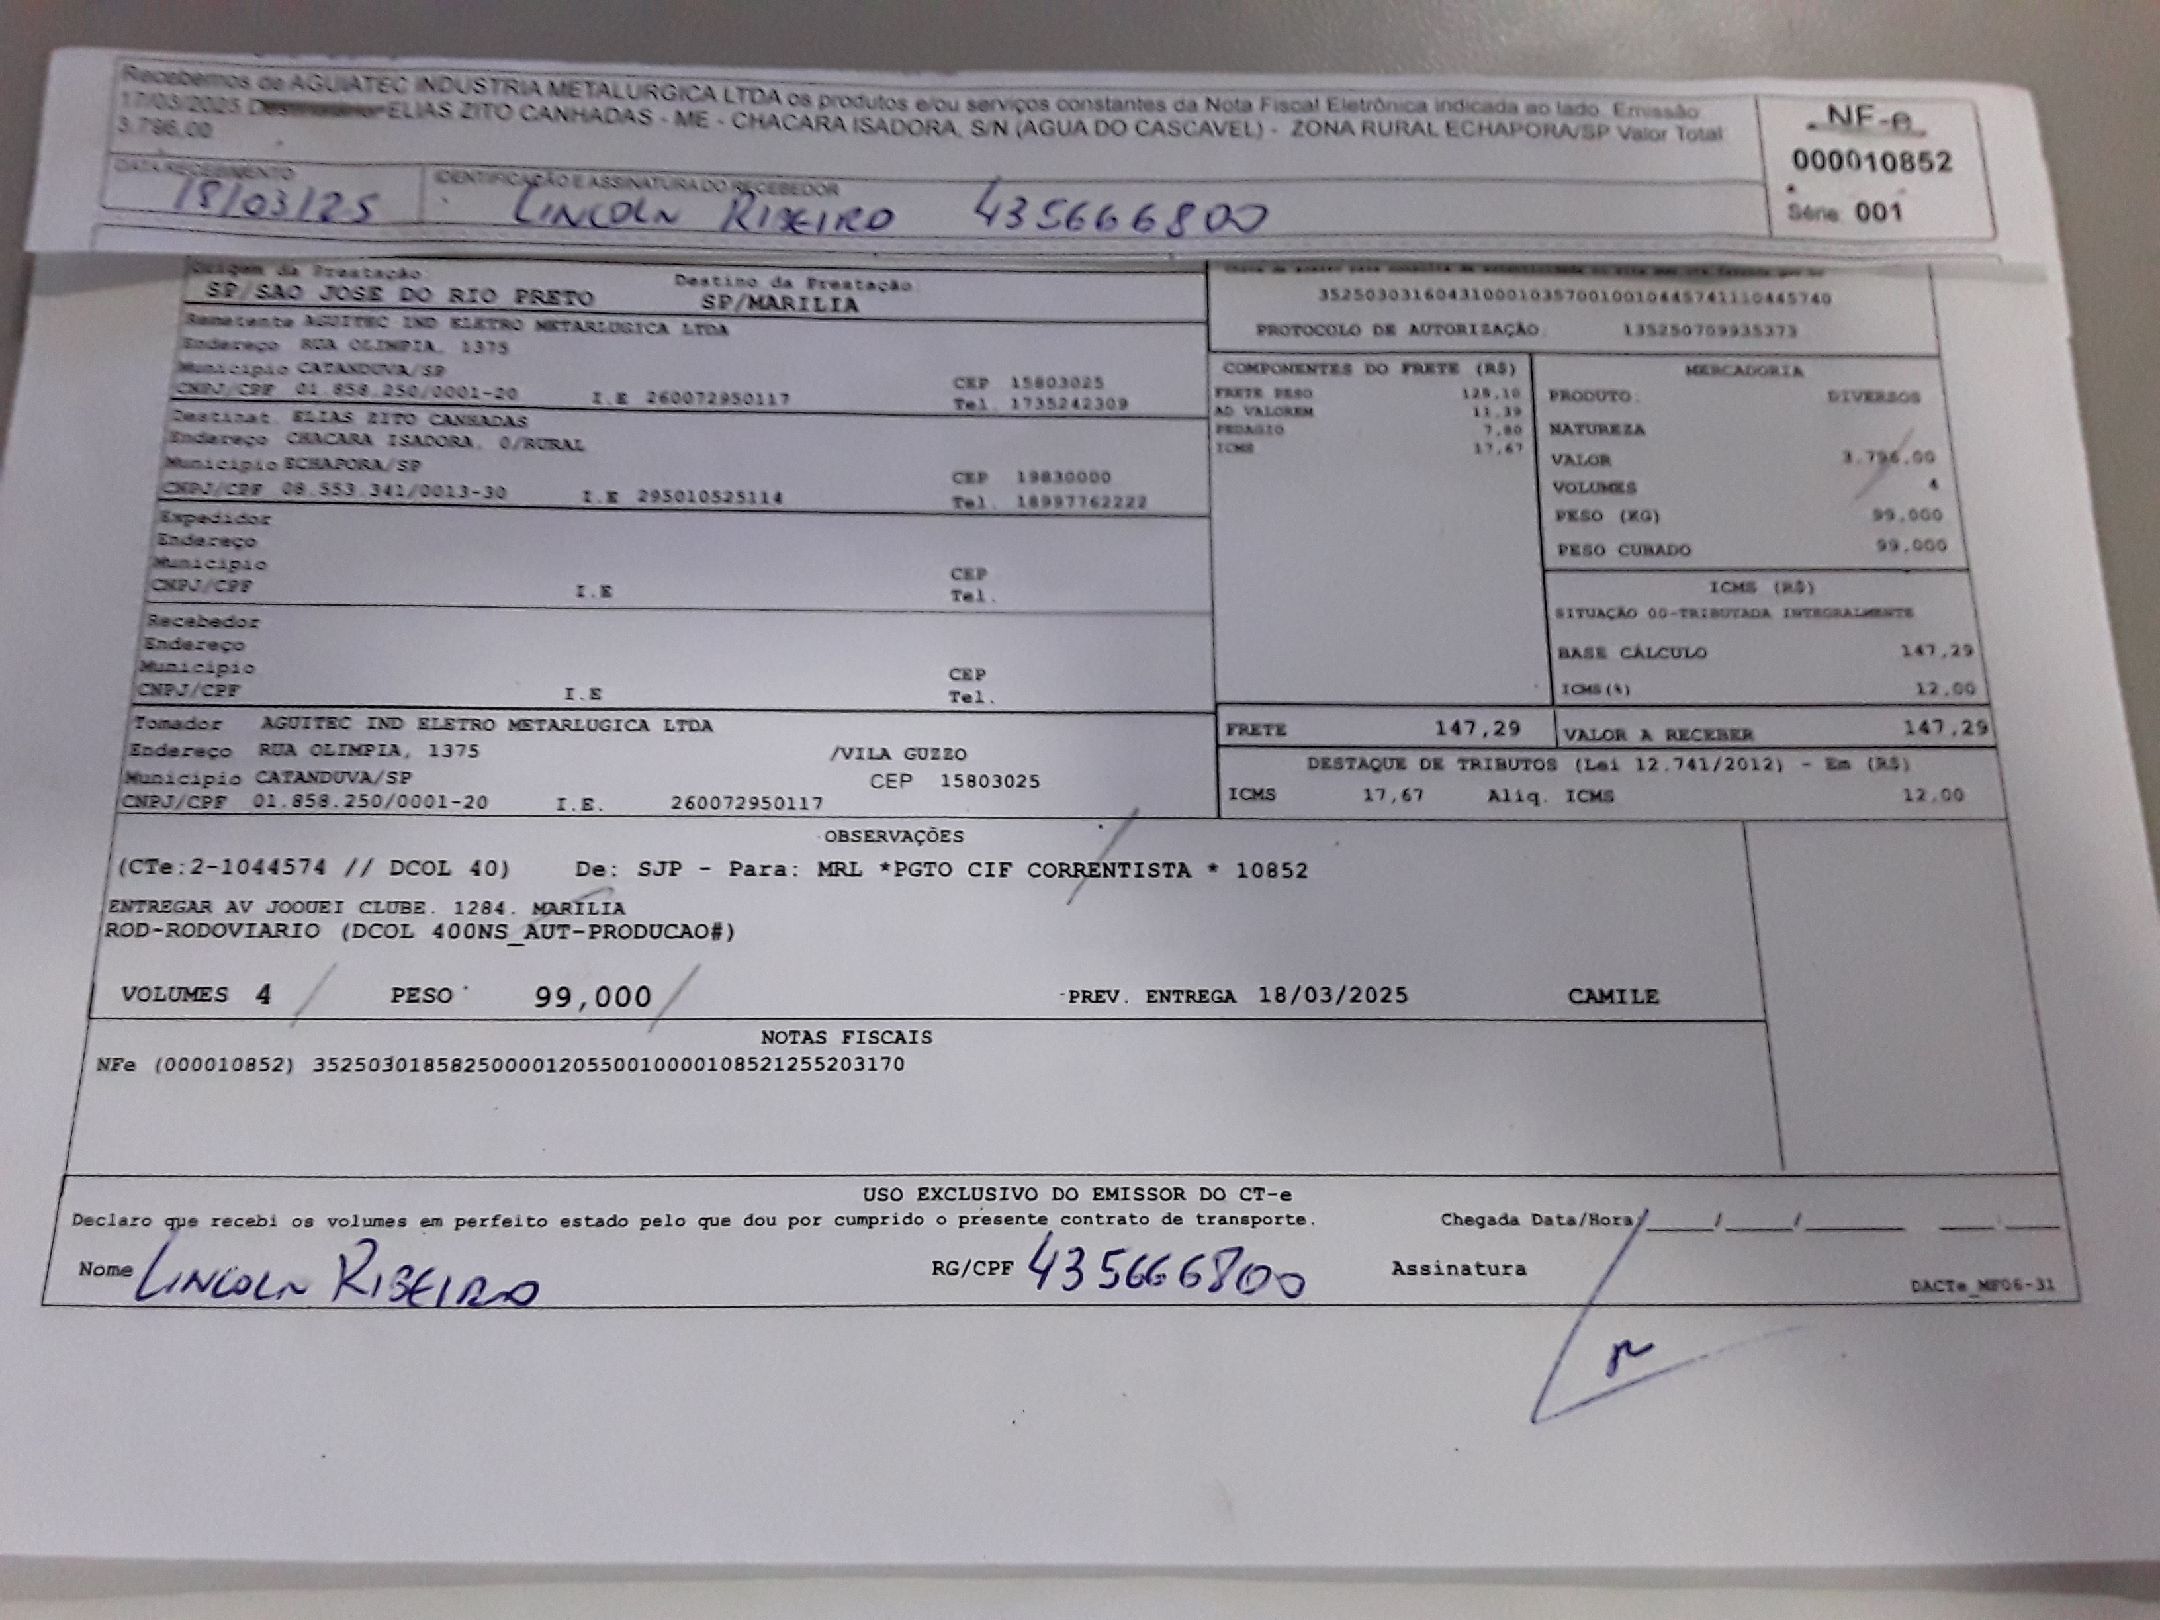 Recebemos de AGUIATEC INDUSTRIA METALURGICA LTDA os produtos e/ou serviços constantes da Nota Fiscal Eletrônica indicada ao lado. Emissão
17/03/2025 Destinatário: ELIAS ZITO CANHADAS - ME - CHACARA ISADORA, S/N (AGUA DO CASCAVEL) - ZONA RURAL ECHAPORA/SP Valor Total
3.796,00
NF-e
000010852
Série 001
DATA RECEBIMENTO
18/03/25
IDENTIFICAÇÃO E ASSINATURA DO RECEBEDOR
LINCOLN RIBEIRO 435666800
Origem da Prestação Destino da Prestação
SP/SAO JOSE DO RIO PRETO SP/MARILIA
Remetente AGUITEC IND ELETRO METARLUGICA LTDA
Endereço RUA OLIMPIA, 1375
Município CATANDUVA/SP CEP 15803025
CNPJ/CPF 01.858.250/0001-20 I.E 260072950117 Tel. 1735242309
Destinat. ELIAS ZITO CANHADAS
Endereço CHACARA ISADORA, 0/RURAL
Município ECHAPORA/SP CEP 19830000
CNPJ/CPF 08.553.341/0013-30 I.E 295010525114 Tel. 18997762222
Expedidor
Endereço
Município CEP
CNPJ/CPF I.E Tel.
Recebedor
Endereço
Município CEP
CNPJ/CPF I.E Tel.
Tomador AGUITEC IND ELETRO METARLUGICA LTDA
Endereço RUA OLIMPIA, 1375 /VILA GUZZO
Município CATANDUVA/SP CEP 15803025
CNPJ/CPF 01.858.250/0001-20 I.E. 260072950117
35250303160431000103570010010445741110445740
PROTOCOLO DE AUTORIZAÇÃO: 135250709935373
COMPONENTES DO FRETE (R$)
FRETE PESO
AD VALOREM 11,39
PEDAGIO 7,80
ICMS 17,67
MERCADORIA
PRODUTO: DIVERSOS
NATUREZA
VALOR 3.796,00
VOLUMES 4
PESO (KG) 99,000
PESO CUBADO 99,000
ICMS (R$)
SITUAÇÃO 00-TRIBUTADA INTEGRALMENTE
BASE CÁLCULO 147,29
ICMS(%) 12,00
FRETE 147,29 VALOR A RECEBER 147,29
DESTAQUE DE TRIBUTOS (Lei 12.741/2012) - Em (R$)
ICMS 17,67 Aliq. ICMS 12,00
OBSERVAÇÕES
(CTe:2-1044574 // DCOL 40) De: SJP - Para: MRL *PGTO CIF CORRENTISTA * 10852
ENTREGAR AV JOQUEI CLUBE. 1284. MARILIA
ROD-RODOVIARIO (DCOL 400NS_AUT-PRODUCAO#)
VOLUMES 4 PESO 99,000 PREV. ENTREGA 18/03/2025 CAMILE
NOTAS FISCAIS
NFe (000010852) 35250301858250000120550010000108521255203170
USO EXCLUSIVO DO EMISSOR DO CT-e
Declaro que recebi os volumes em perfeito estado pelo que dou por cumprido o presente contrato de transporte. Chegada Data/Hora / / :
Nome LINCOLN RIBEIRO RG/CPF 435666800 Assinatura
DACTe_MF06-31